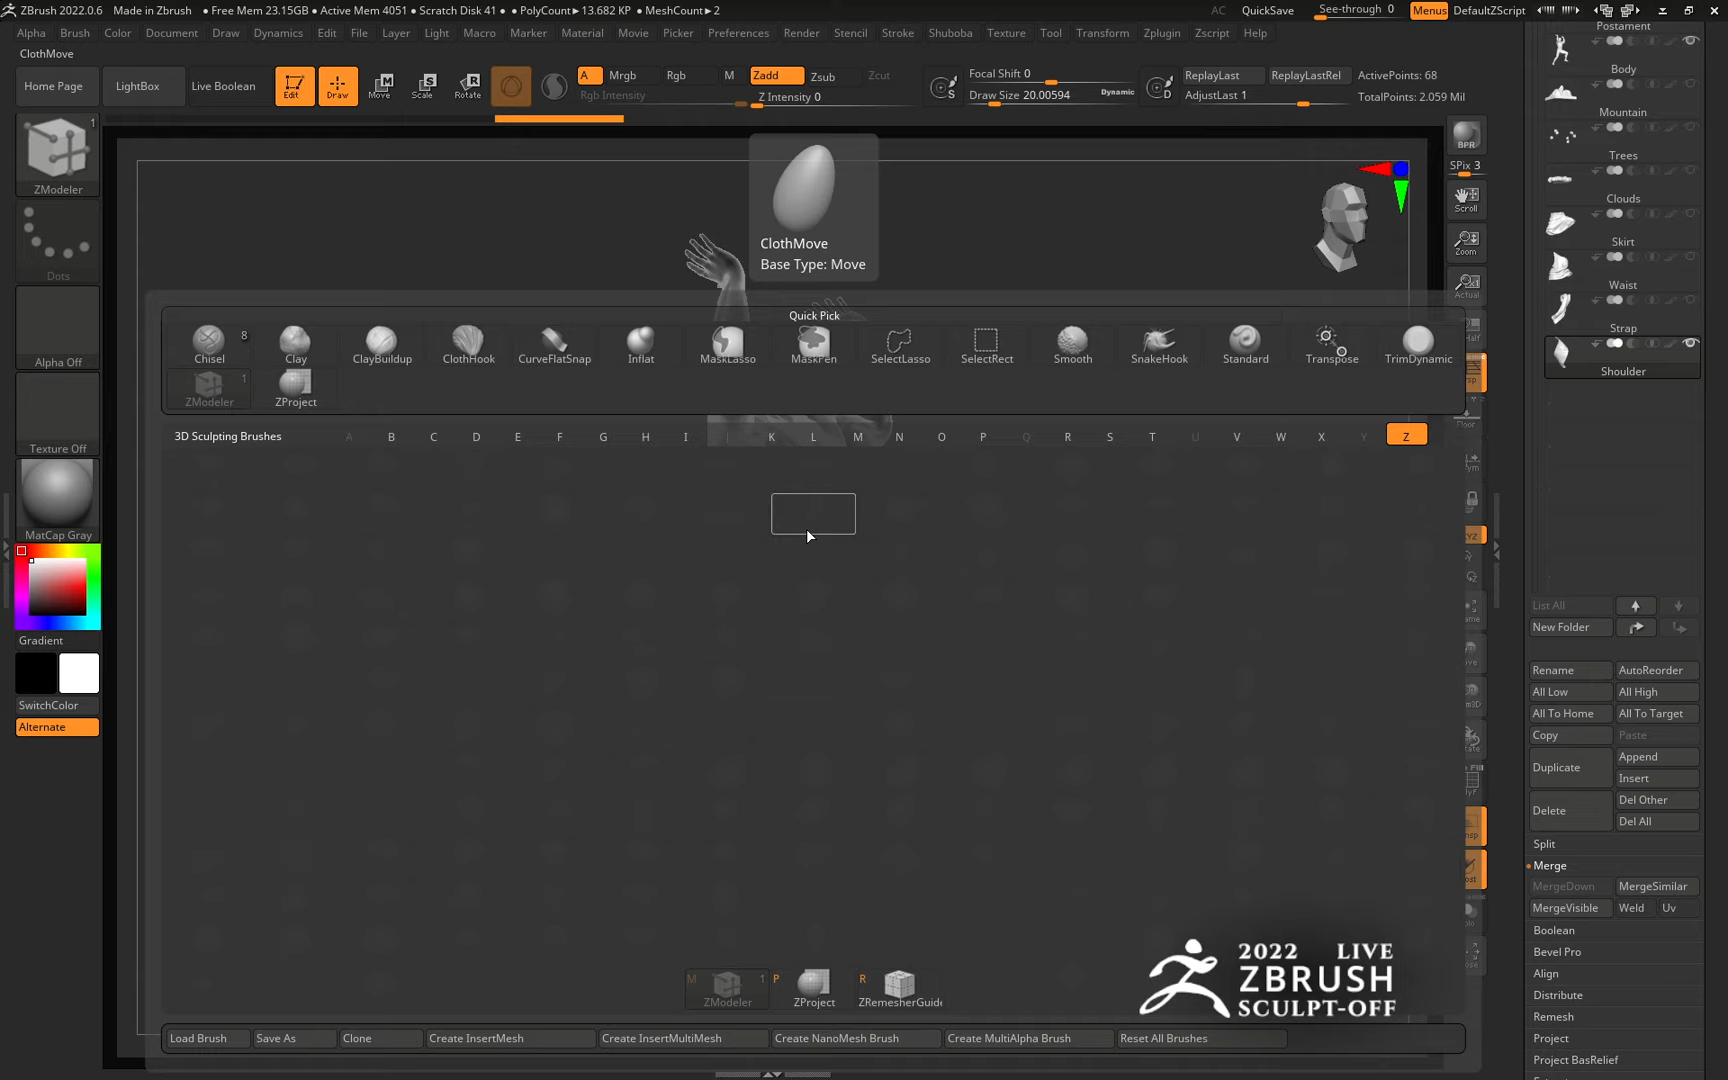 ZBrush 2022.0.6 Made in Zbrush • Free Mem 23.15GB • Active Mem 4051 • Scratch Disk 41 • PolyCount▸13.682 KP • MeshCount▸2 AC QuickSave See-through 0 Menus DefaultZScript
Alpha Brush Color Document Draw Dynamics Edit File Layer Light Macro Marker Material Movie Picker Preferences Render Stencil Stroke Shuboba Texture Tool Transform Zplugin Zscript Help
ClothMove
Home Page LightBox Live Boolean Edit Draw Move Scale Rotate
A Mrgb Rgb M Zadd Zsub Zcut
Rgb Intensity Z Intensity 0
Focal Shift 0
Draw Size 20.00594 Dynamic
ReplayLast ReplayLastRel ActivePoints: 68
AdjustLast 1 TotalPoints: 2.059 Mil
1
ZModeler
Dots
Alpha Off
Texture Off
MatCap Gray
Gradient
SwitchColor
Alternate
ClothMove
Base Type: Move
Quick Pick
Chisel 8 Clay ClayBuildup ClothHook CurveFlatSnap Inflat MaskLasso MaskPen SelectLasso SelectRect Smooth SnakeHook Standard Transpose TrimDynamic
ZModeler 1 ZProject
3D Sculpting Brushes A B C D E F G H I J K L M N O P Q R S T U V W X Y Z
M ZModeler 1 P ZProject R ZRemesherGuide
2022 LIVE
ZBRUSH
SCULPT-OFF
Load Brush Save As Clone Create InsertMesh Create InsertMultiMesh Create NanoMesh Brush Create MultiAlpha Brush Reset All Brushes
BPR
SPix 3
Scroll
Zoom
Actual
Floor
Postament
Body
Mountain
Trees
Clouds
Skirt
Waist
Strap
Shoulder
List All
New Folder
Rename AutoReorder
All Low All High
All To Home All To Target
Copy Paste
Duplicate Append
Insert
Delete Del Other
Del All
Split
Merge
MergeDown MergeSimilar
MergeVisible Weld Uv
Boolean
Bevel Pro
Align
Distribute
Remesh
Project
Project BasRelief